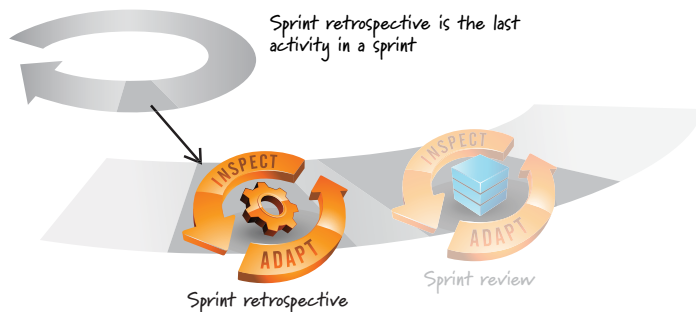 Sprint retrospective is the last
activity in a sprint
INSPECT
ADAPT
Sprint retrospective
INSPECT
ADAPT
Sprint review